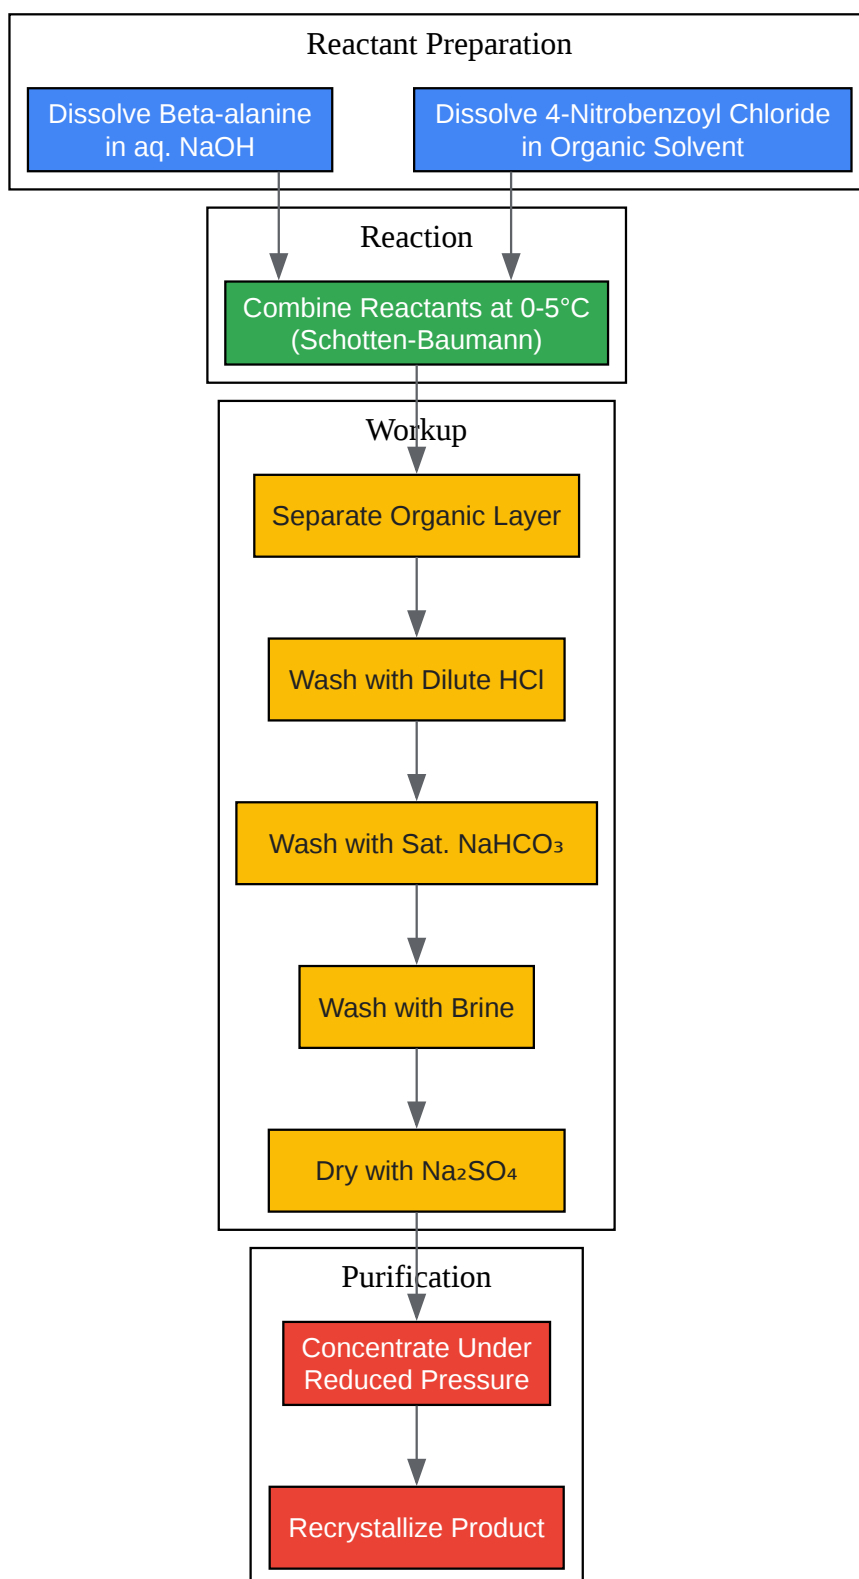 Reactant Preparation
Dissolve Beta-alanine
in aq. NaOH
Dissolve 4-Nitrobenzoyl Chloride
in Organic Solvent
Reaction
Combine Reactants at 0-5°C
(Schotten-Baumann)
Workup
Separate Organic Layer
Wash with Dilute HCl
Wash with Sat. NaHCO₃
Wash with Brine
Dry with Na₂SO₄
Purification
Concentrate Under
Reduced Pressure
Recrystallize Product